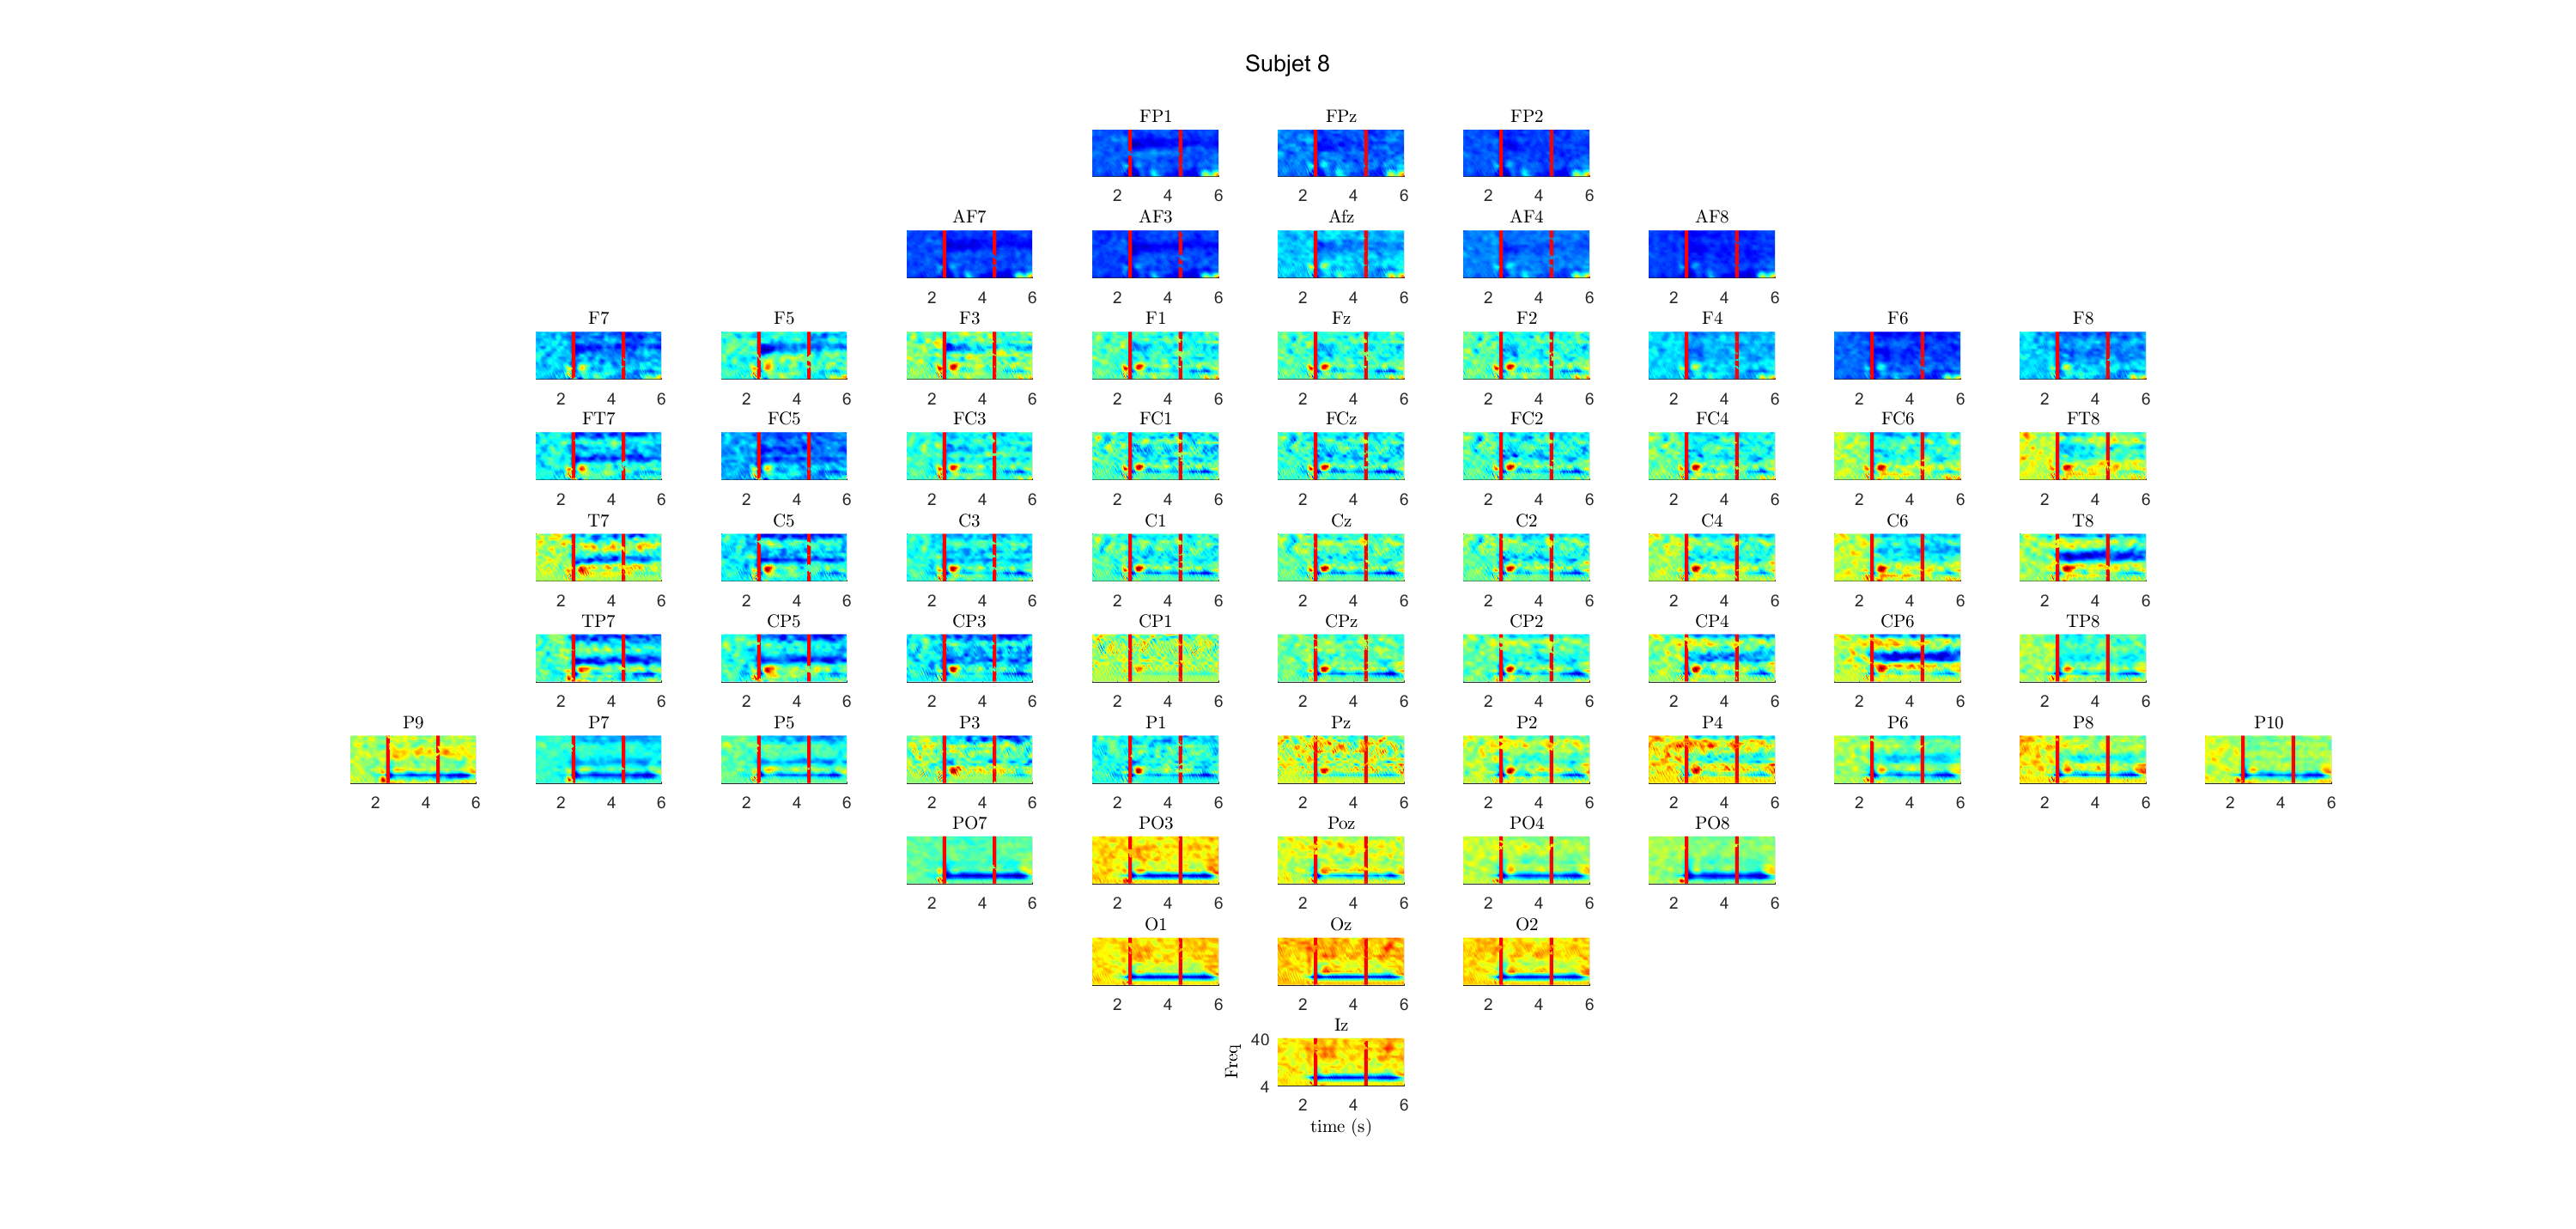 Subjet 8
FP1 FPz FP2
2 4 6 2 4 6 2 4 6
AF7 AF3 Afz AF4 AF8
2 4 6 2 4 6 2 4 6 2 4 6 2 4 6
F7 F5 F3 F1 Fz F2 F4 F6 F8
2 4 6 2 4 6 2 4 6 2 4 6 2 4 6 2 4 6 2 4 6 2 4 6 2 4 6
FT7 FC5 FC3 FC1 FCz FC2 FC4 FC6 FT8
2 4 6 2 4 6 2 4 6 2 4 6 2 4 6 2 4 6 2 4 6 2 4 6 2 4 6
T7 C5 C3 C1 Cz C2 C4 C6 T8
2 4 6 2 4 6 2 4 6 2 4 6 2 4 6 2 4 6 2 4 6 2 4 6 2 4 6
TP7 CP5 CP3 CP1 CPz CP2 CP4 CP6 TP8
2 4 6 2 4 6 2 4 6 2 4 6 2 4 6 2 4 6 2 4 6 2 4 6 2 4 6
P9 P7 P5 P3 P1 Pz P2 P4 P6 P8 P10
2 4 6 2 4 6 2 4 6 2 4 6 2 4 6 2 4 6 2 4 6 2 4 6 2 4 6 2 4 6 2 4 6
PO7 PO3 Poz PO4 PO8
2 4 6 2 4 6 2 4 6 2 4 6 2 4 6
O1 Oz O2
2 4 6 2 4 6 2 4 6
Iz
40
Freq
4
2 4 6
time (s)